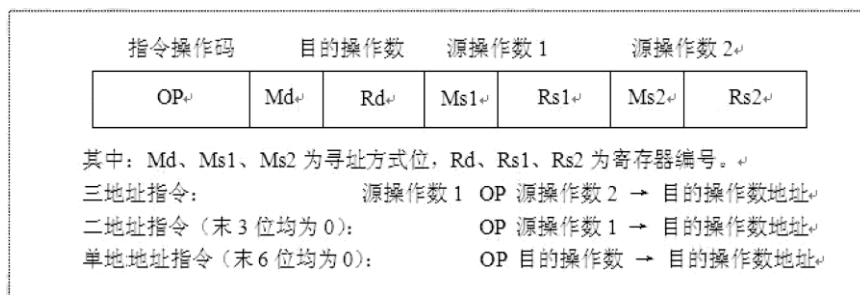 指令操作码 目的操作数 源操作数 1 源操作数 2↵
OP↵ Md↵ Rd↵ Ms1↵ Rs1↵ Ms2↵ Rs2↵
其中：Md、Ms1、Ms2 为寻址方式位，Rd、Rs1、Rs2 为寄存器编号。↵
三地址指令： 源操作数 1 OP 源操作数 2 → 目的操作数地址↵
二地址指令（末 3 位均为 0）： OP 源操作数 1 → 目的操作数地址↵
单地地址指令（末 6 位均为 0）： OP 目的操作数 → 目的操作数地址↵